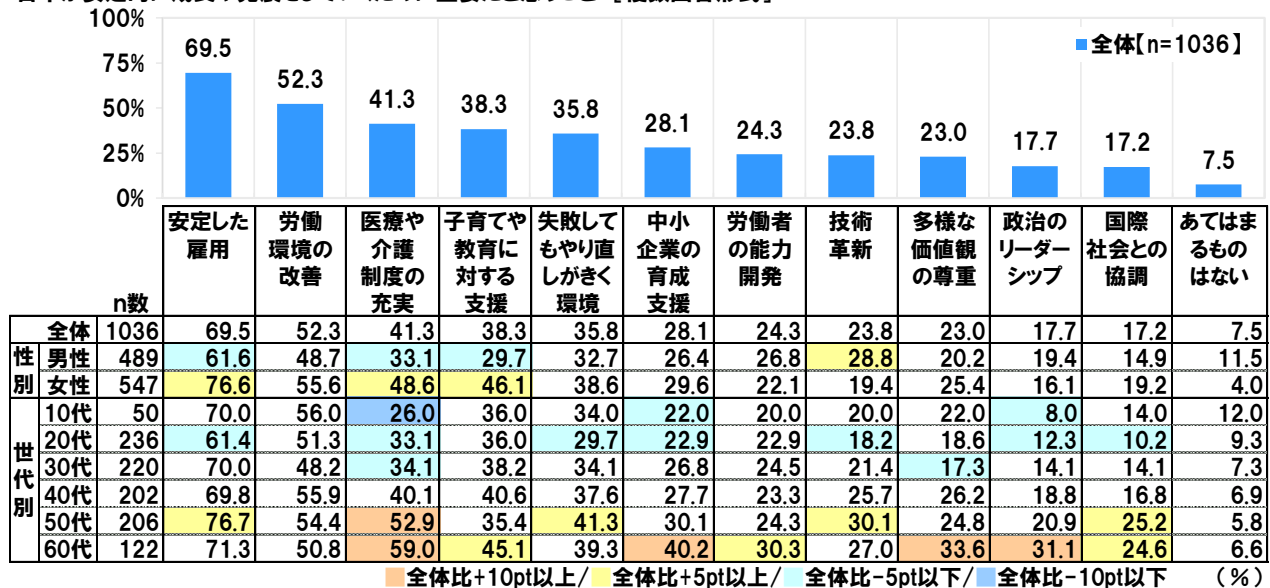 100%
75%
50%
25%
0%
■全体【n=1036】
69.5 52.3 41.3 38.3 35.8 28.1 24.3 23.8 23.0 17.7 17.2 7.5
n数
安定した
雇用
労働
環境の
改善
医療や
介護
制度の
充実
子育てや
教育に
対する
支援
失敗して
もやり直
しがきく
環境
中小
企業の
育成
支援
労働者
の能力
開発
技術
革新
多様な
価値観
の尊重
政治の
リーダー
シップ
国際
社会との
協調
あてはま
るもの
はない
全体 1036 69.5 52.3 41.3 38.3 35.8 28.1 24.3 23.8 23.0 17.7 17.2 7.5
性別
男性 489 61.6 48.7 33.1 29.7 32.7 26.4 26.8 28.8 20.2 19.4 14.9 11.5
女性 547 76.6 55.6 48.6 46.1 38.6 29.6 22.1 19.4 25.4 16.1 19.2 4.0
世代別
10代 50 70.0 56.0 26.0 36.0 34.0 22.0 20.0 20.0 22.0 8.0 14.0 12.0
20代 236 61.4 51.3 33.1 36.0 29.7 22.9 22.9 18.2 18.6 12.3 10.2 9.3
30代 220 70.0 48.2 34.1 38.2 34.1 26.8 24.5 21.4 17.3 14.1 14.1 7.3
40代 202 69.8 55.9 40.1 40.6 37.6 27.7 23.3 25.7 26.2 18.8 16.8 6.9
50代 206 76.7 54.4 52.9 35.4 41.3 30.1 24.3 30.1 24.8 20.9 25.2 5.8
60代 122 71.3 50.8 59.0 45.1 39.3 40.2 30.3 27.0 33.6 31.1 24.6 6.6
■全体比+10pt以上/■全体比+5pt以上/■全体比-5pt以下/■全体比-10pt以下 (%)